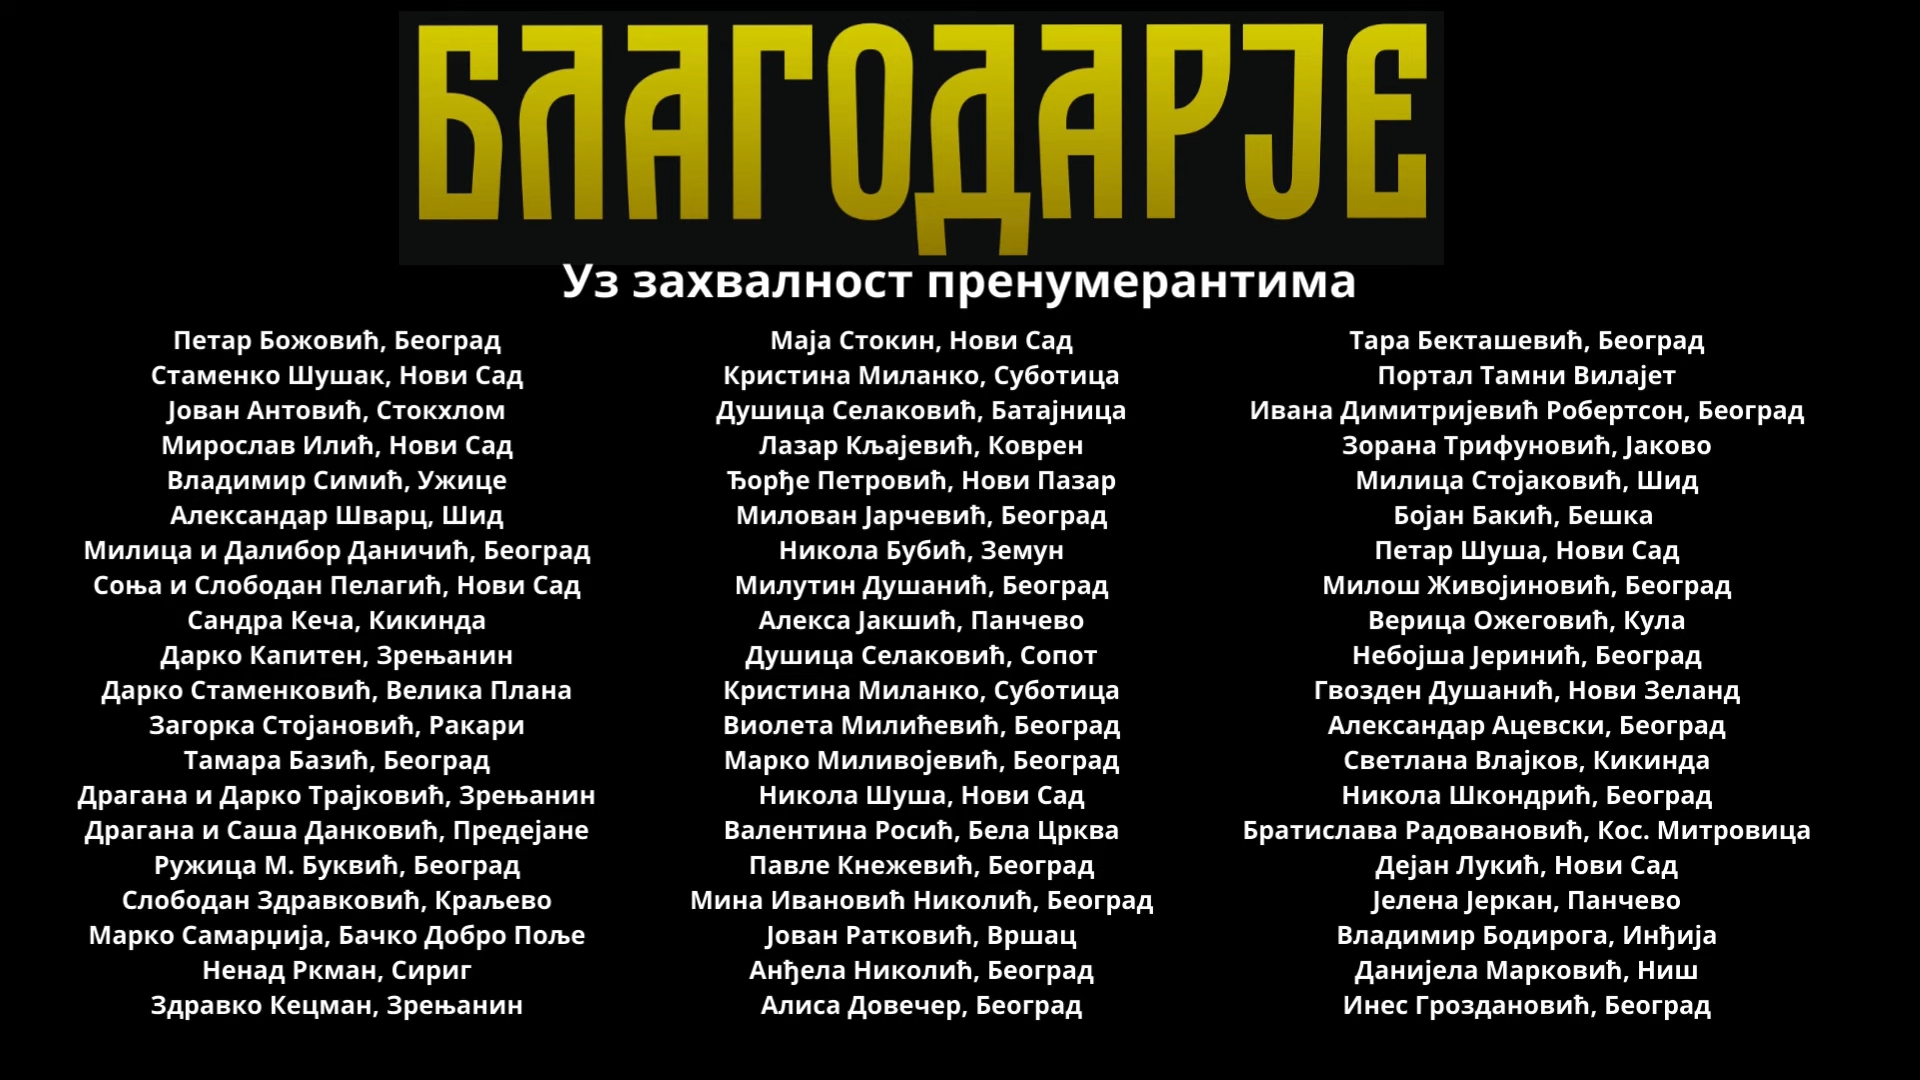 БЛАГОДАРЈЕ
Уз захвалност пренумерантима
Петар Божовић, Београд
Стаменко Шушак, Нови Сад
Јован Антовић, Стокхлом
Мирослав Илић, Нови Сад
Владимир Симић, Ужице
Александар Шварц, Шид
Милица и Далибор Даничић, Београд
Соња и Слободан Пелагић, Нови Сад
Сандра Кеча, Кикинда
Дарко Капитен, Зрењанин
Дарко Стаменковић, Велика Плана
Загорка Стојановић, Ракари
Тамара Базић, Београд
Драгана и Дарко Трајковић, Зрењанин
Драгана и Саша Данковић, Предејане
Ружица М. Буквић, Београд
Слободан Здравковић, Краљево
Марко Самарџија, Бачко Добро Поље
Ненад Ркман, Сириг
Здравко Кецман, Зрењанин
Маја Стокин, Нови Сад
Кристина Миланко, Суботица
Душица Селаковић, Батајница
Лазар Кљајевић, Коврен
Ђорђе Петровић, Нови Пазар
Милован Јарчевић, Београд
Никола Бубић, Земун
Милутин Душанић, Београд
Алекса Јакшић, Панчево
Душица Селаковић, Сопот
Кристина Миланко, Суботица
Виолета Милићевић, Београд
Марко Миливојевић, Београд
Никола Шуша, Нови Сад
Валентина Росић, Бела Црква
Павле Кнежевић, Београд
Мина Ивановић Николић, Београд
Јован Ратковић, Вршац
Анђела Николић, Београд
Алиса Довечер, Београд
Тара Бекташевић, Београд
Портал Тамни Вилајет
Ивана Димитријевић Робертсон, Београд
Зорана Трифуновић, Јаково
Милица Стојаковић, Шид
Бојан Бакић, Бешка
Петар Шуша, Нови Сад
Милош Живојиновић, Београд
Верица Ожеговић, Кула
Небојша Јеринић, Београд
Гвозден Душанић, Нови Зеланд
Александар Ацевски, Београд
Светлана Влајков, Кикинда
Никола Шкондрић, Београд
Братислава Радовановић, Кос. Митровица
Дејан Лукић, Нови Сад
Јелена Јеркан, Панчево
Владимир Бодирога, Инђија
Данијела Марковић, Ниш
Инес Гроздановић, Београд